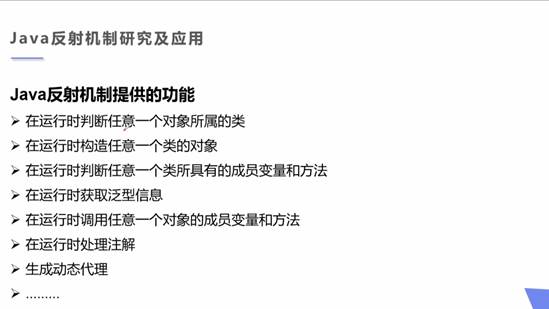 Java反射机制研究及应用
Java反射机制提供的功能
➢ 在运行时判断任意一个对象所属的类
➢ 在运行时构造任意一个类的对象
➢ 在运行时判断任意一个类所具有的成员变量和方法
➢ 在运行时获取泛型信息
➢ 在运行时调用任意一个对象的成员变量和方法
➢ 在运行时处理注解
➢ 生成动态代理
➢ .........